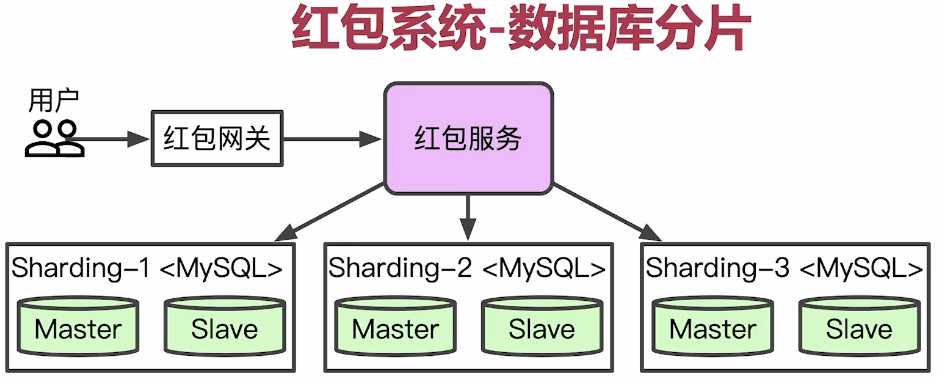 红包系统-数据库分片
用户
红包网关
红包服务
Sharding-1 <MySQL>
Master
Slave
Sharding-2 <MySQL>
Master
Slave
Sharding-3 <MySQL>
Master
Slave